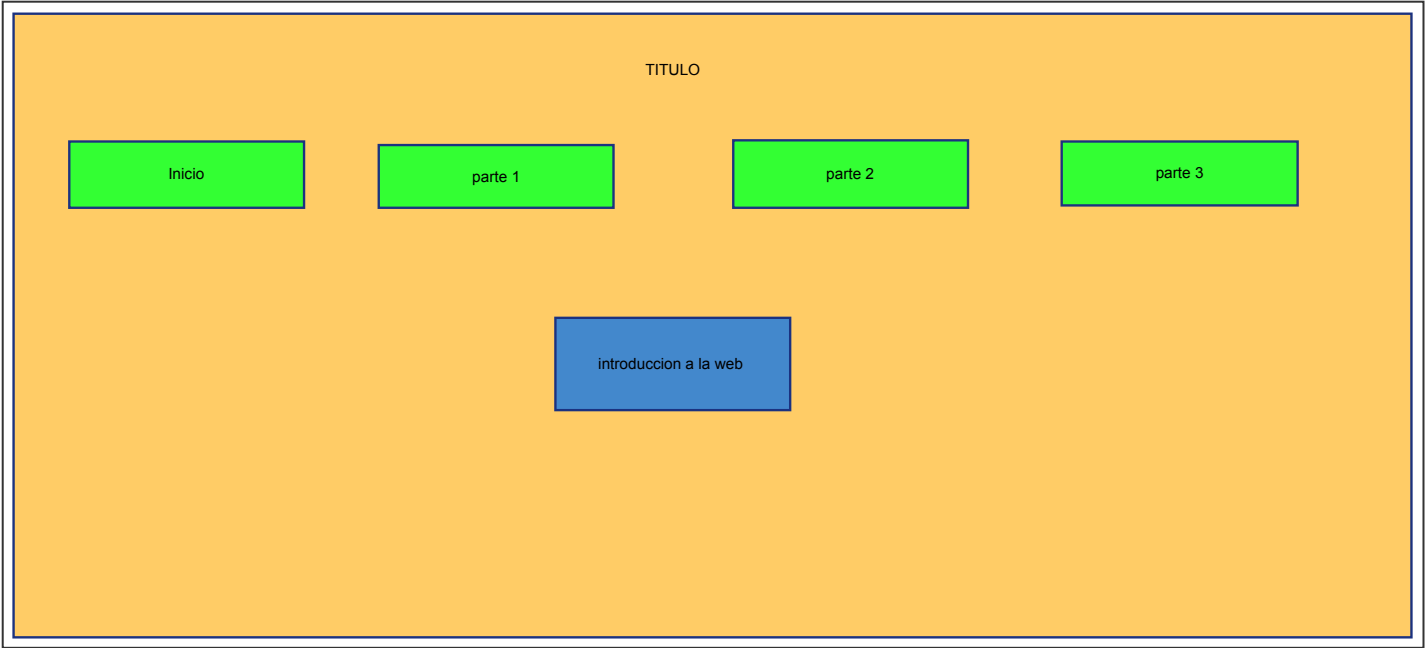 TITULO
Inicio
parte 1
parte 2
parte 3
introduccion a la web